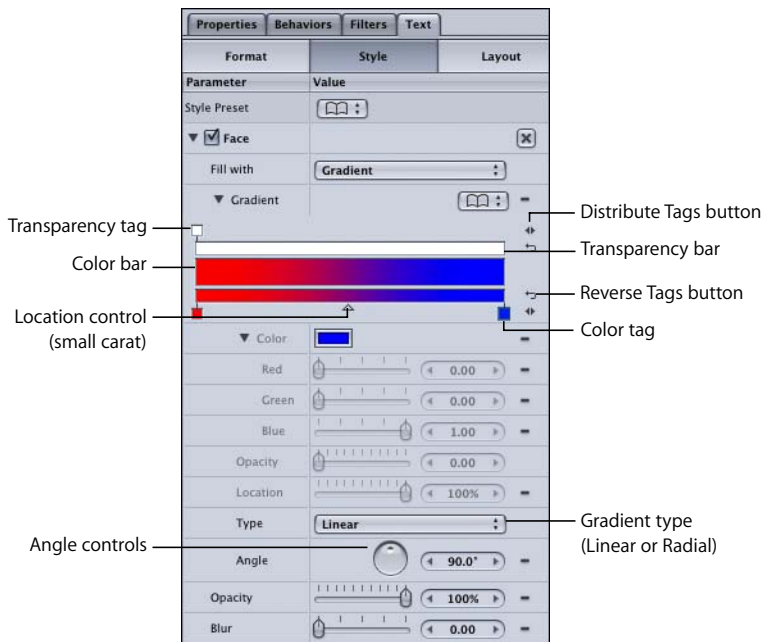 Properties Behaviors Filters Text
Format Style Layout
Parameter Value
Style Preset
Face
Fill with Gradient
Gradient
Distribute Tags button
Transparency tag
Transparency bar
Color bar
Reverse Tags button
Location control
(small carat)
Color tag
Color
Red 0.00
Green 0.00
Blue 1.00
Opacity 0.00
Location 100%
Type Linear
Gradient type
(Linear or Radial)
Angle controls
Angle 90.0°
Opacity 100%
Blur 0.00